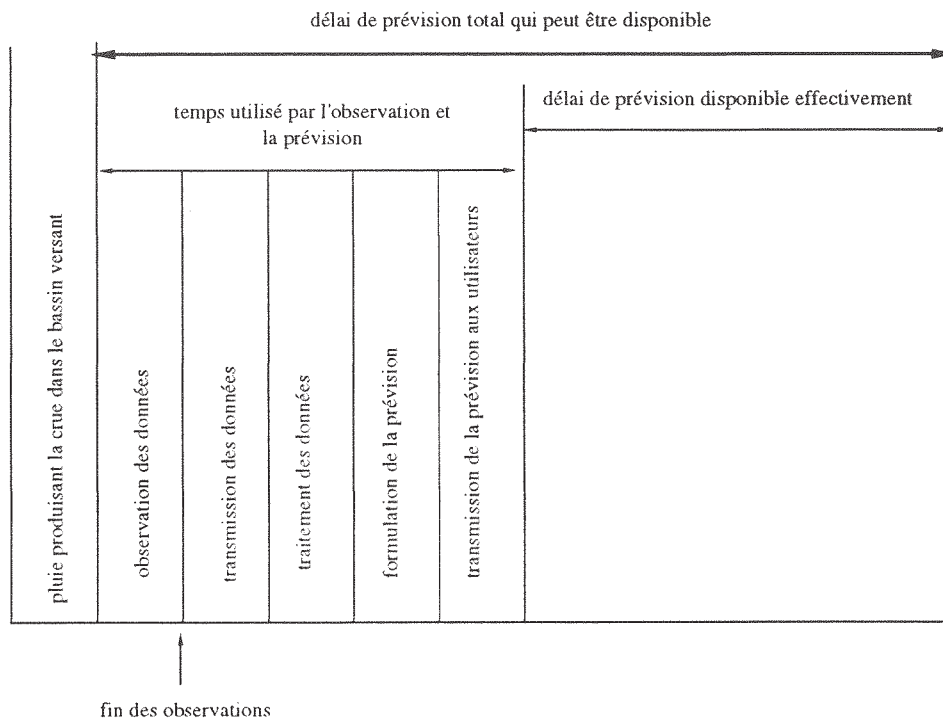 délai de prévision total qui peut être disponible
temps utilisé par l'observation et
la prévision
délai de prévision disponible effectivement
pluie produisant la crue dans le bassin versant
observation des données
transmission des données
traitement des données
formulation de la prévision
transmission de la prévision aux utilisateurs
fin des observations